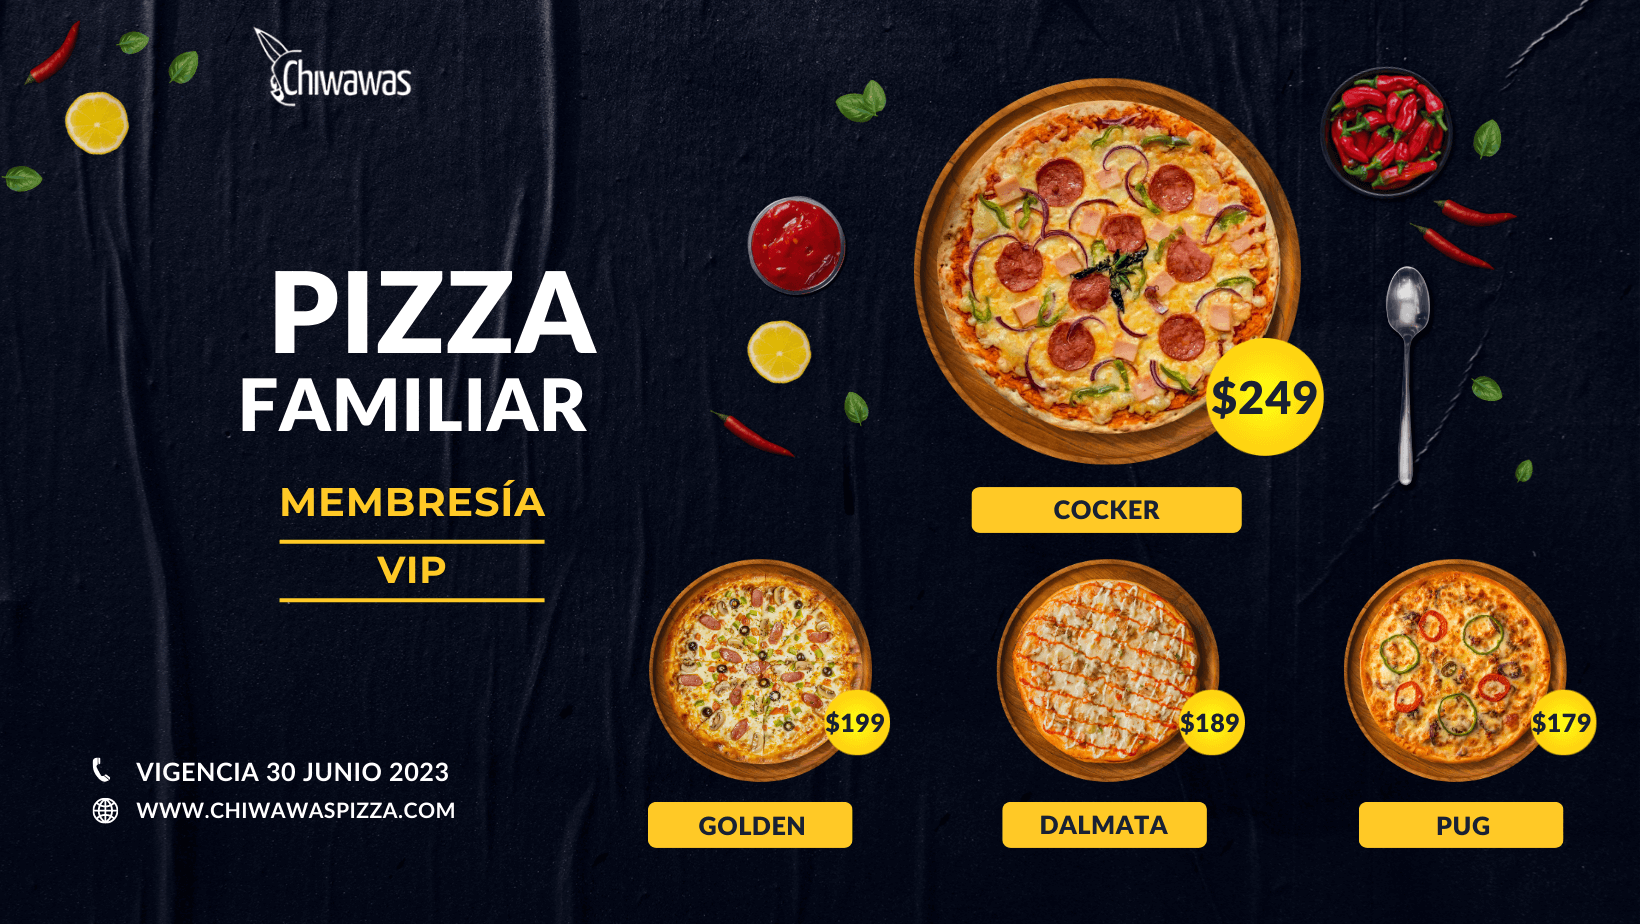 Chiwawas
PIZZA
FAMILIAR
MEMBRESÍA
VIP
VIGENCIA 30 JUNIO 2023
WWW.CHIWAWASPIZZA.COM
$249
COCKER
$199
GOLDEN
$189
DALMATA
$179
PUG